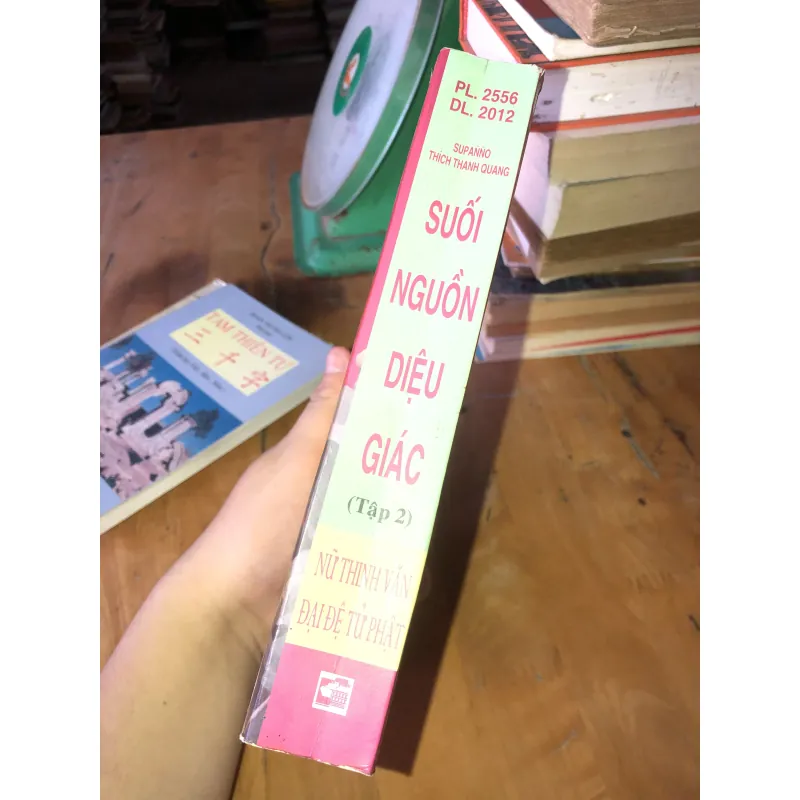 PL. 2556
DL. 2012
SUPANNO
THÍCH THANH QUANG
SUỐI
NGUỒN
DIỆU
GIÁC
(Tập 2)
NỮ THINH VĂN
ĐẠI ĐỆ TỬ PHẬT
TAM THIÊN TỰ
三千字